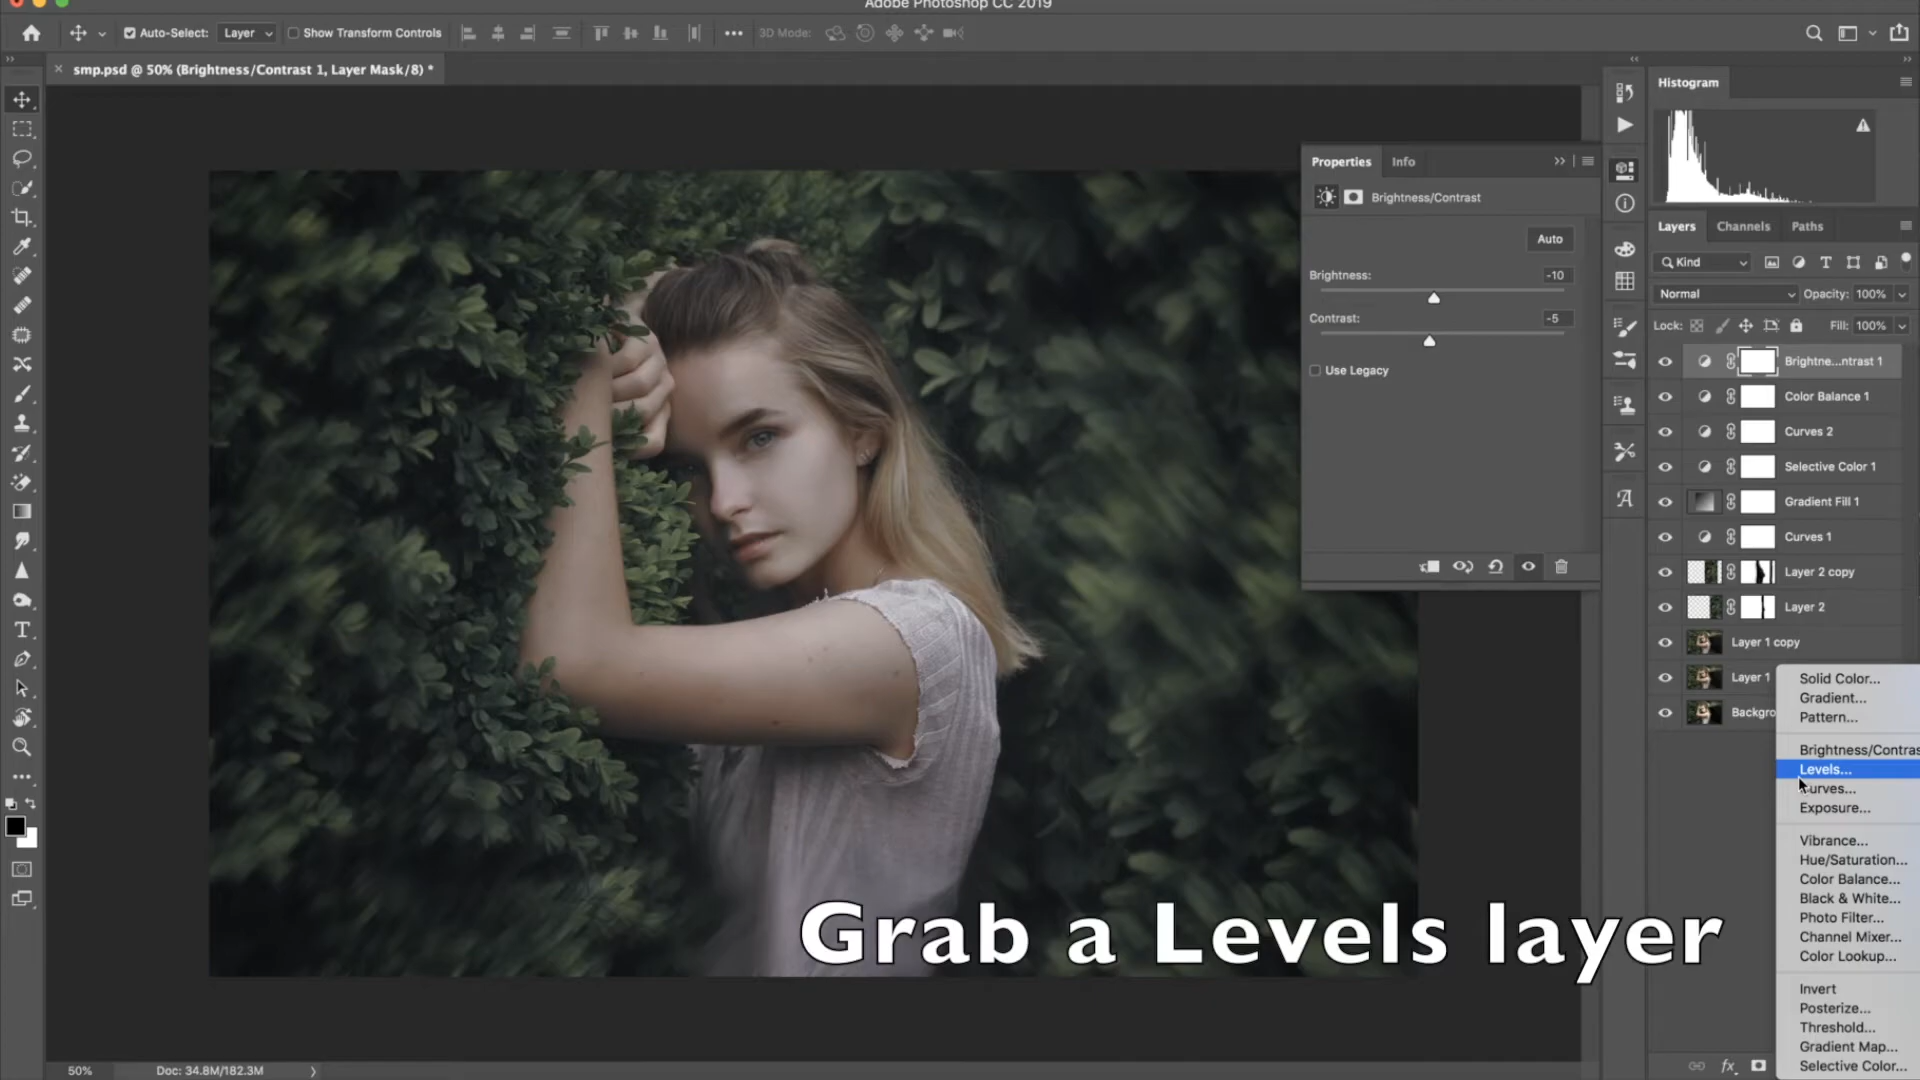 Adobe Photoshop CC 2019
Auto-Select: Layer Show Transform Controls 3D Mode:
smp.psd @ 50% (Brightness/Contrast 1, Layer Mask/8) *
Histogram
Properties Info
Brightness/Contrast
Auto
Brightness: -10
Contrast: -5
Use Legacy
Layers Channels Paths
Kind
Normal Opacity: 100%
Lock: Fill: 100%
Brightne...ntrast 1
Color Balance 1
Curves 2
Selective Color 1
Gradient Fill 1
Curves 1
Layer 2 copy
Layer 2
Layer 1 copy
Layer 1
Backgro
Solid Color...
Gradient...
Pattern...
Brightness/Contras
Levels...
Curves...
Exposure...
Vibrance...
Hue/Saturation...
Color Balance...
Black & White...
Photo Filter...
Channel Mixer...
Color Lookup...
Invert
Posterize...
Threshold...
Gradient Map...
Selective Color...
Grab a Levels layer
50% Doc: 34.8M/182.3M
fx